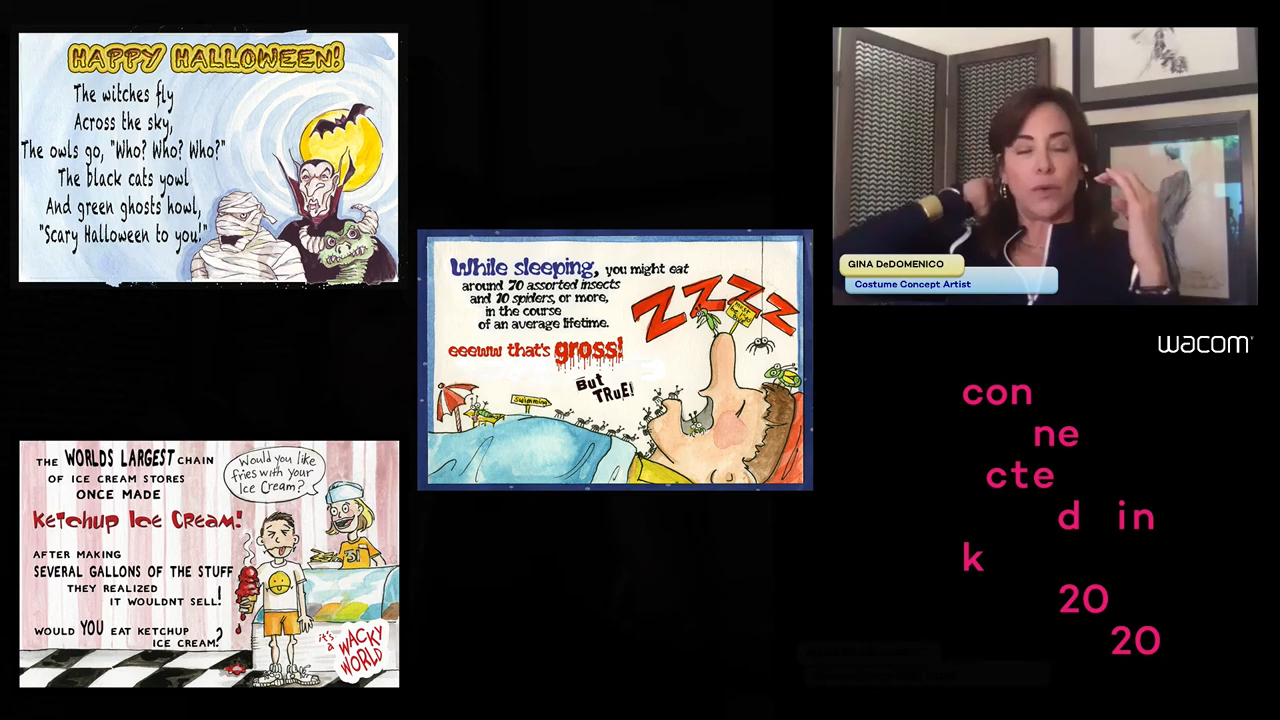 HAPPY HALLOWEEN!
The witches fly
Across the sky,
The owls go, "Who? Who? Who?"
The black cats yowl
And green ghosts howl,
"Scary Halloween to you!"
While sleeping, you might eat
around 70 assorted insects
and 10 spiders, or more,
in the course
of an average lifetime.
eeeww that's gross!
But
TRuE!
ZZZZ
Swimming
THE WORLDS LARGEST CHAIN
OF ICE CREAM STORES
ONCE MADE
KETCHUP ICE CREAM!
AFTER MAKING
SEVERAL GALLONS OF THE STUFF
THEY REALIZED
IT WOULDNT SELL!
WOULD YOU EAT KETCHUP
ICE CREAM?
Would you like
fries with your
Ice Cream?
31
it's
a WACKY
WORLD
GINA DeDOMENICO
Costume Concept Artist
wacom
con
ne
cte
d in
k
20
20